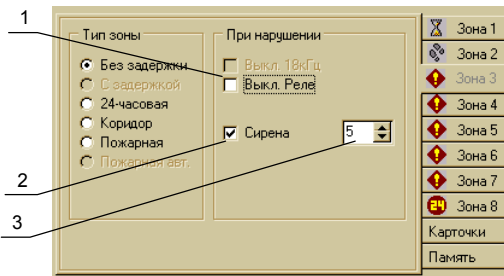 1
2
3
Тип зоны
Без задержки
С задержкой
24-часовая
Коридор
Пожарная
Пожарная авт.
При нарушении
Выкл. 18кГц
Выкл. Реле
Сирена
5
Зона 1
Зона 2
Зона 3
Зона 4
Зона 5
Зона 6
Зона 7
24 Зона 8
Карточки
Память